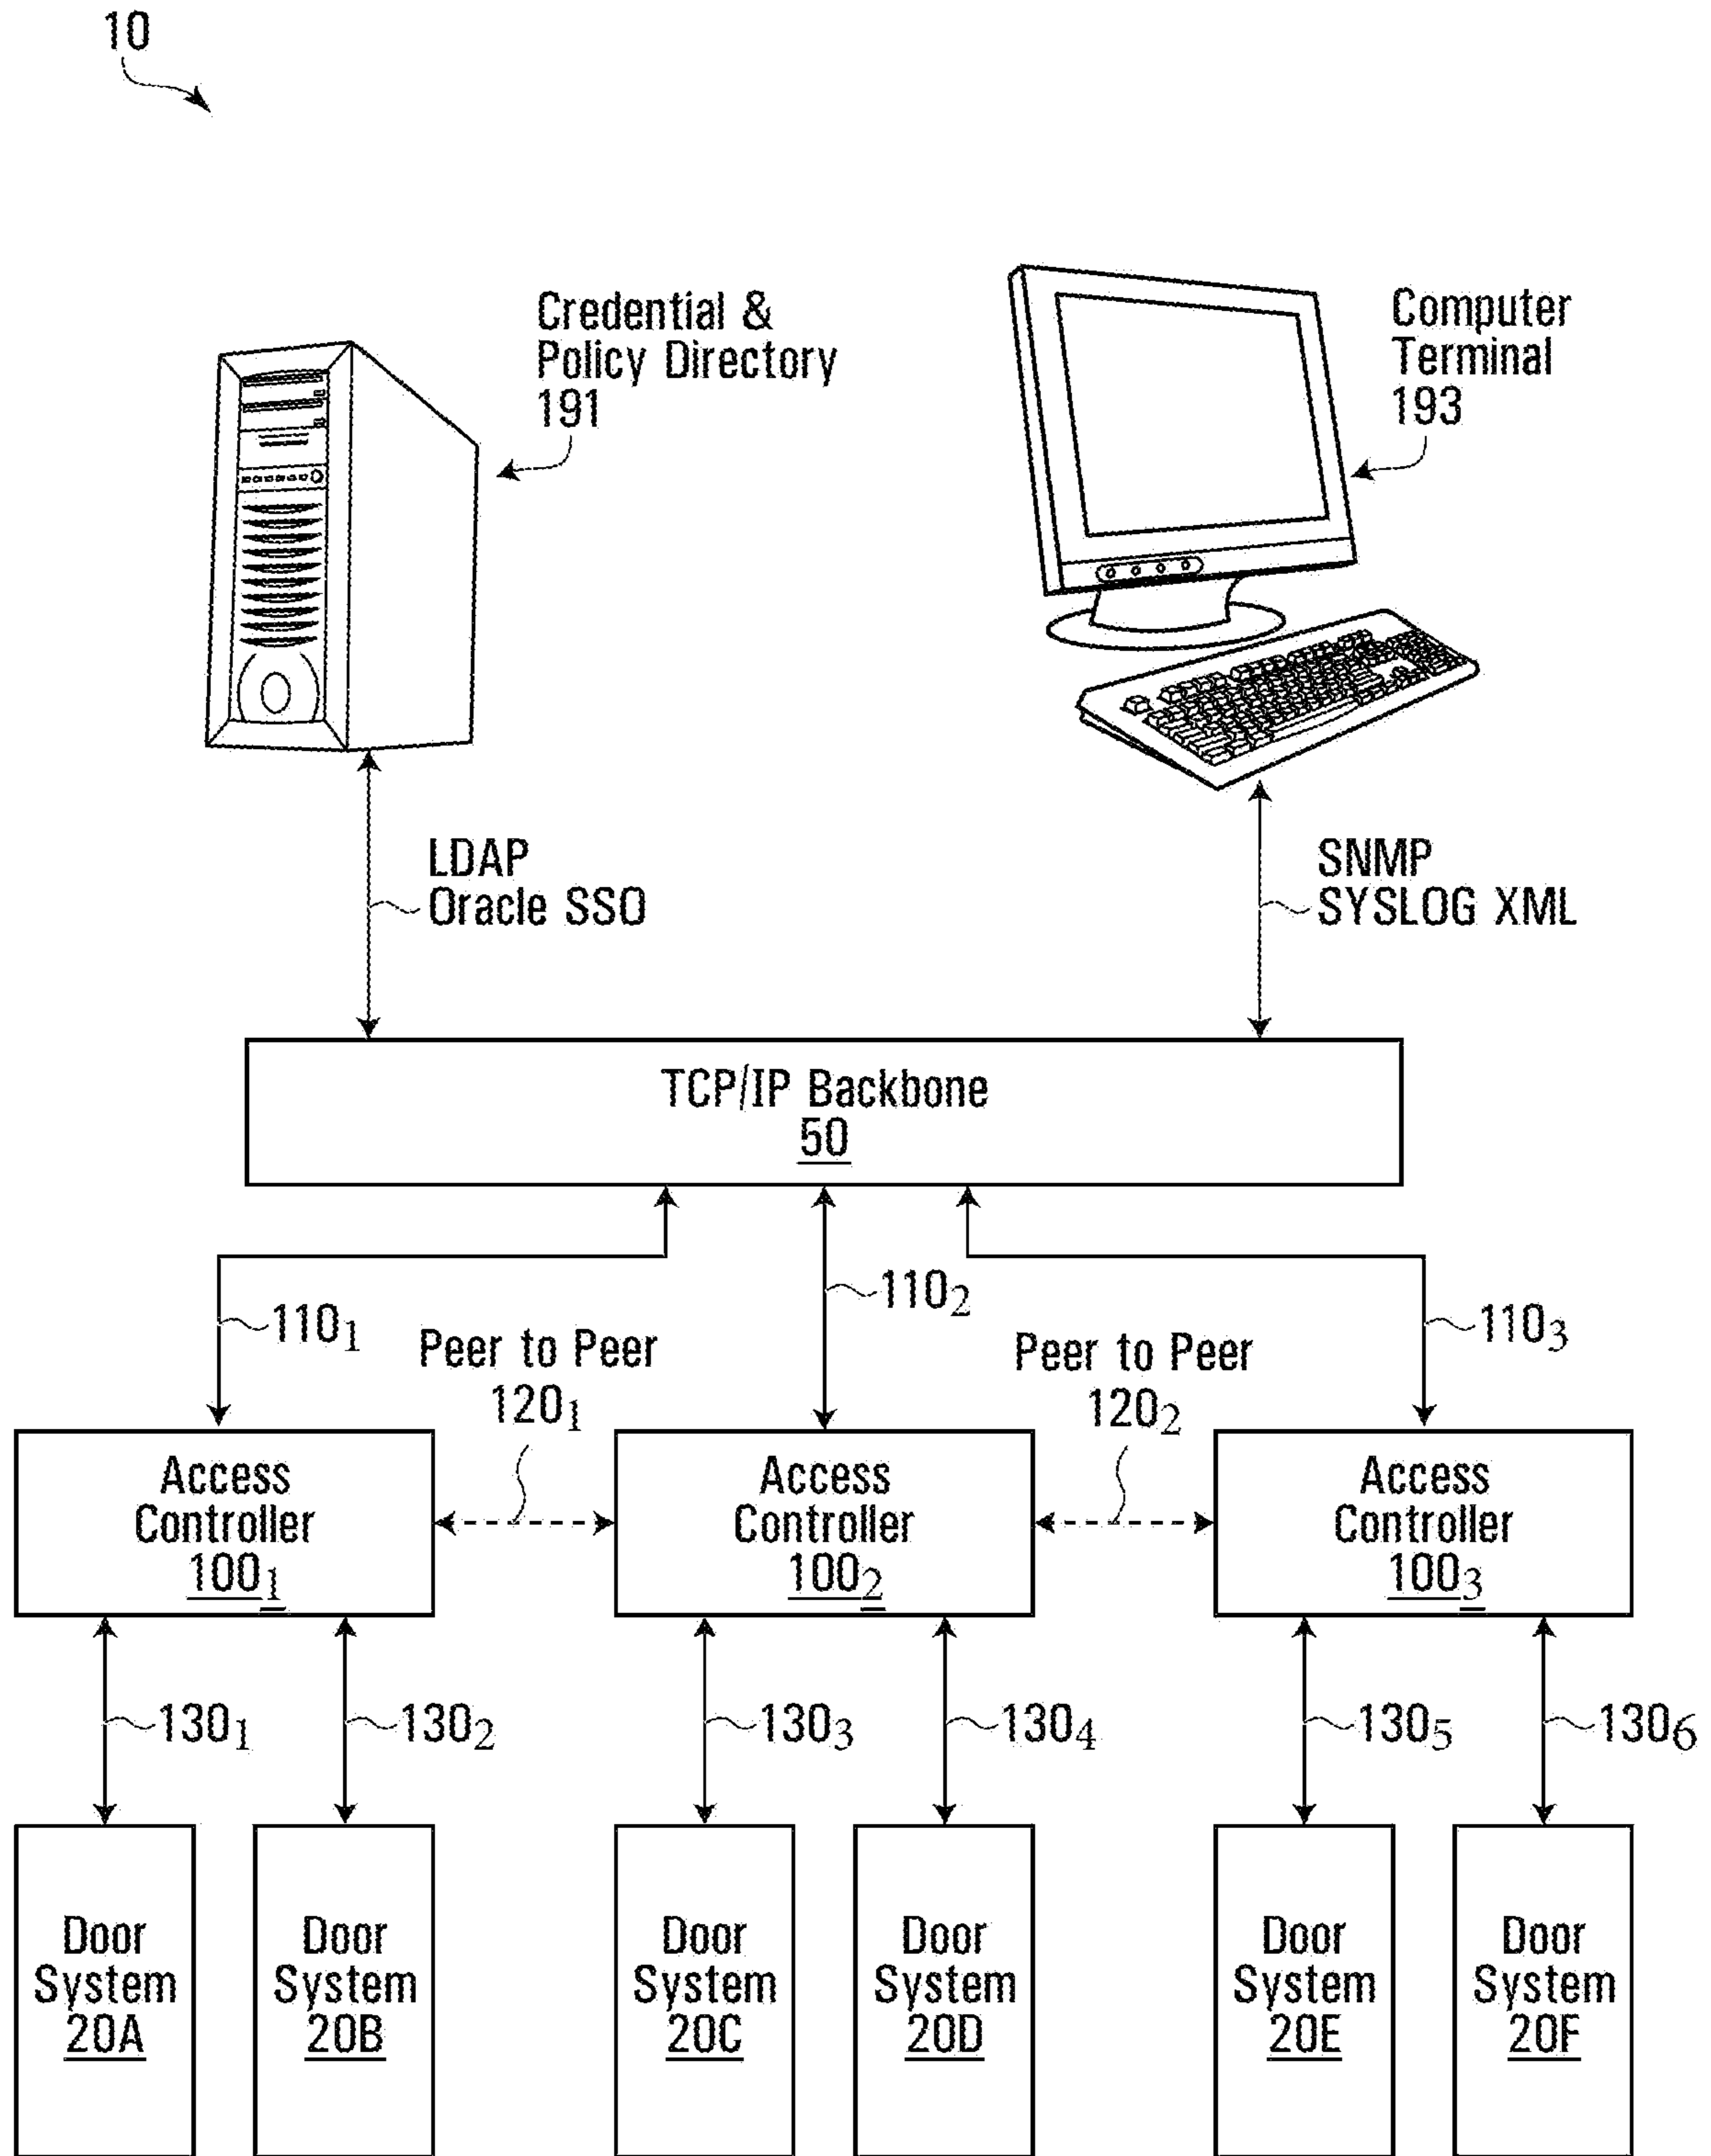 10
Credential &
Policy Directory
191
Computer
Terminal
193
LDAP
Oracle SSO
SNMP
SYSLOG XML
TCP/IP Backbone
50
110₁
110₂
110₃
Peer to Peer
120₁
Peer to Peer
120₂
Access
Controller
100₁
Access
Controller
100₂
Access
Controller
100₃
130₁
130₂
130₃
130₄
130₅
130₆
Door
System
20A
Door
System
20B
Door
System
20C
Door
System
20D
Door
System
20E
Door
System
20F